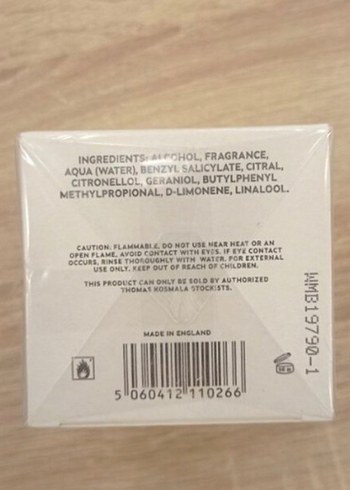 INGREDIENTS: ALCOHOL, FRAGRANCE,
AQUA (WATER), BENZYL SALICYLATE, CITRAL,
CITRONELLOL, GERANIOL, BUTYLPHENYL
METHYLPROPIONAL, D-LIMONENE, LINALOOL.
CAUTION: FLAMMABLE, DO NOT USE NEAR HEAT OR AN
OPEN FLAME, AVOID CONTACT WITH EYES. IF EYE CONTACT
OCCURS, RINSE THOROUGHLY WITH WATER. FOR EXTERNAL
USE ONLY. KEEP OUT OF REACH OF CHILDREN.
THIS PRODUCT CAN ONLY BE SOLD BY AUTHORIZED
THOMAS KOSMALA STOCKISTS.
MADE IN ENGLAND
5 060412 110266
WMB19790-1